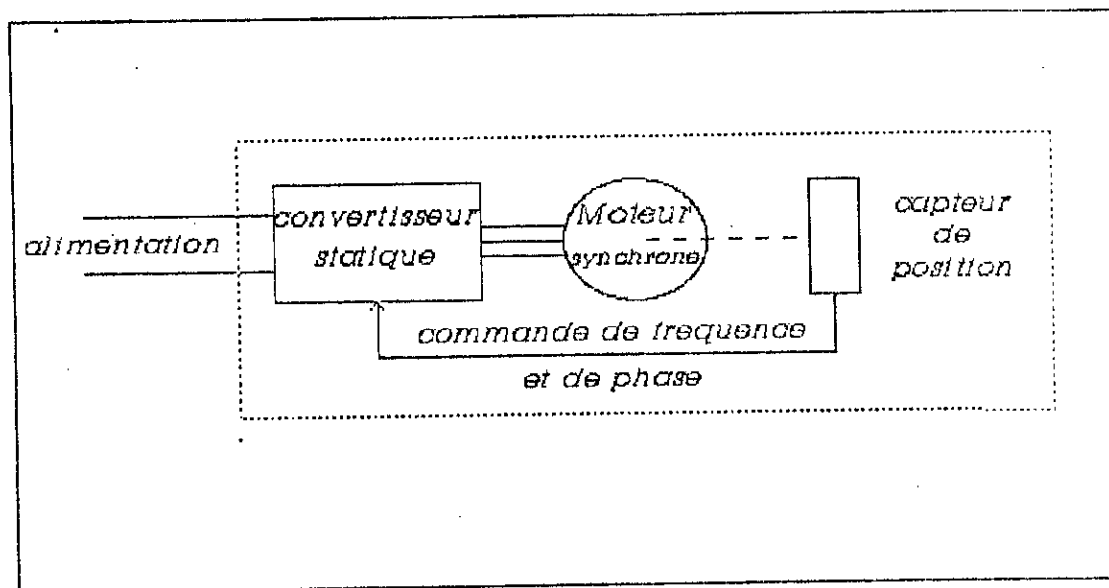 alimentation
convertisseur
statique
Moteur
synchrone
capteur
de
position
commande de frequence
et de phase